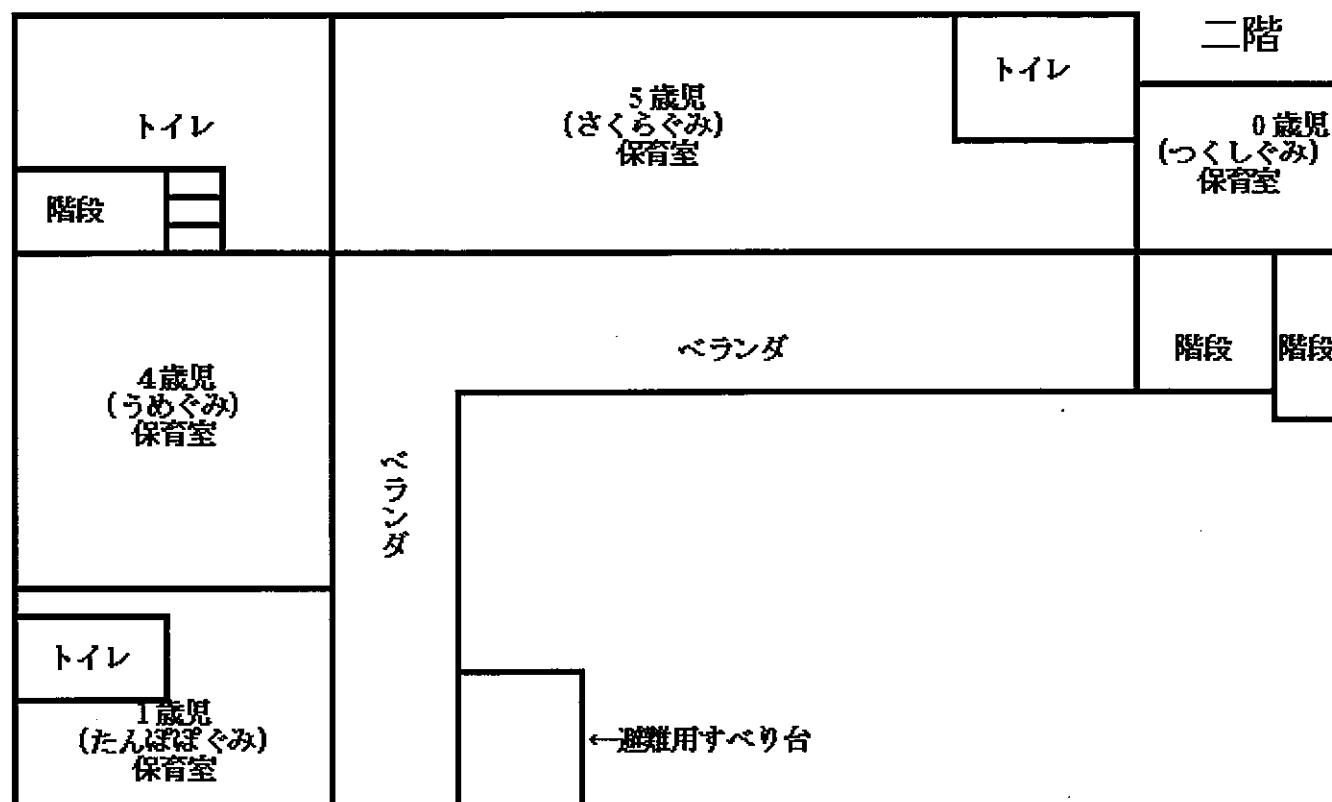 二階
トイレ
5歳児
(さくらぐみ)
保育室
トイレ
0歳児
(つくしぐみ)
保育室
階段
4歳児
(うめぐみ)
保育室
ベランダ
階段
階段
ベランダ
トイレ
1歳児
(たんぽぽぐみ)
保育室
←避難用すべり台